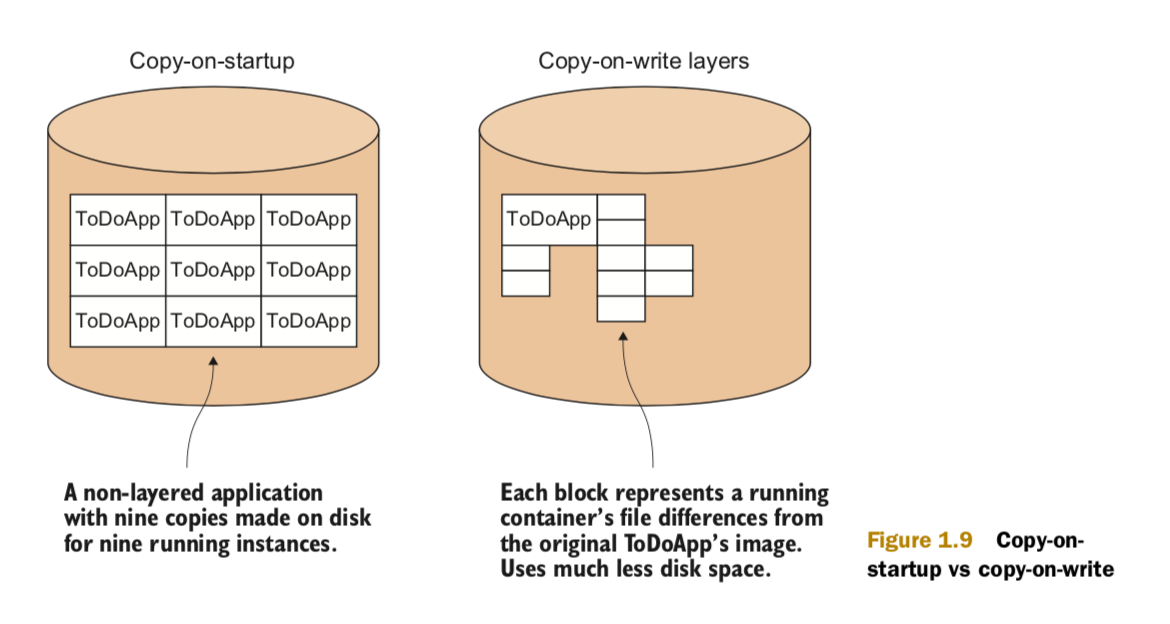 Copy-on-startup
ToDoApp ToDoApp ToDoApp
ToDoApp ToDoApp ToDoApp
ToDoApp ToDoApp ToDoApp
A non-layered application
with nine copies made on disk
for nine running instances.
Copy-on-write layers
ToDoApp
Each block represents a running
container’s file differences from
the original ToDoApp’s image.
Uses much less disk space.
Figure 1.9 Copy-on-
startup vs copy-on-write